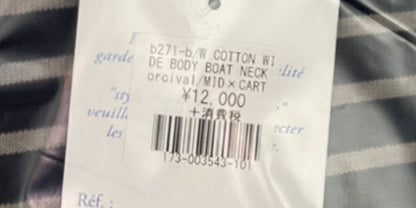 garde
b271-b/W COTTON WI
DE BODY BOAT NECK
orcival/MID×CART
¥12,000
+消費税
173-003543-101
alité
"sty
veuill
les
ecter
Réf. :